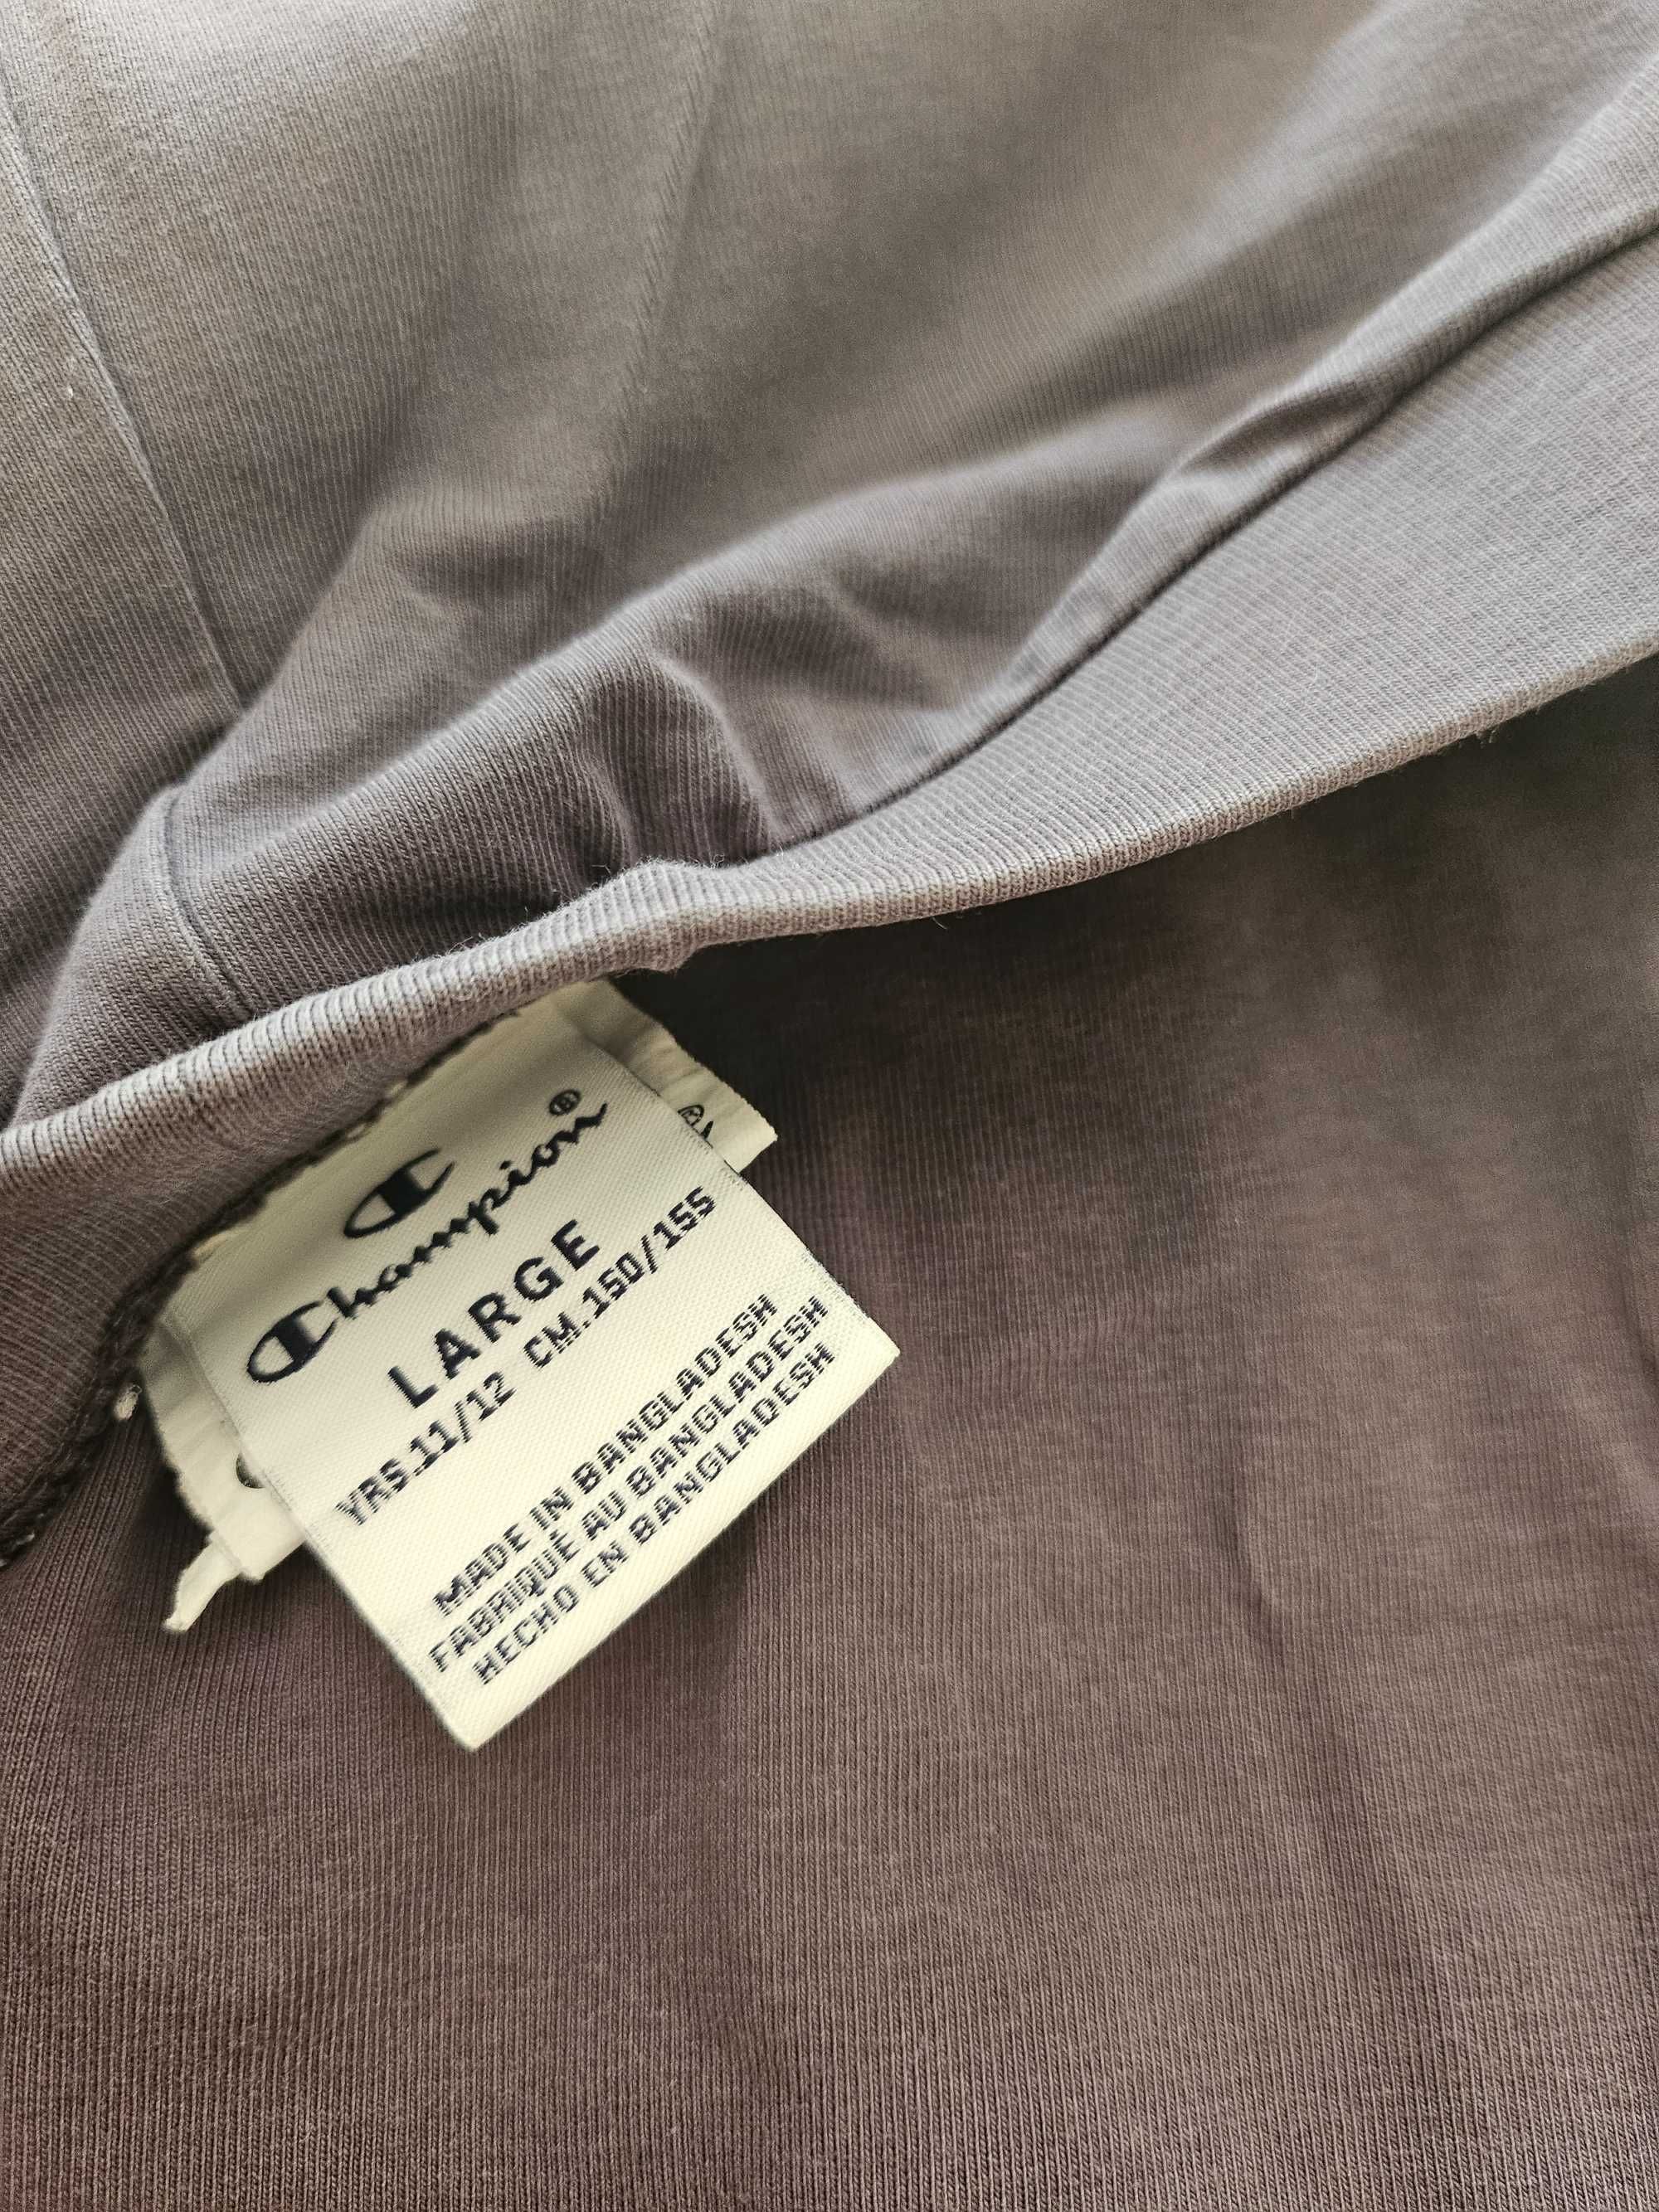 Champion®
LARGE
YRS.11/12 CM.150/155
MADE IN BANGLADESH
FABRIQUÉ AU BANGLADESH
HECHO EN BANGLADESH
®